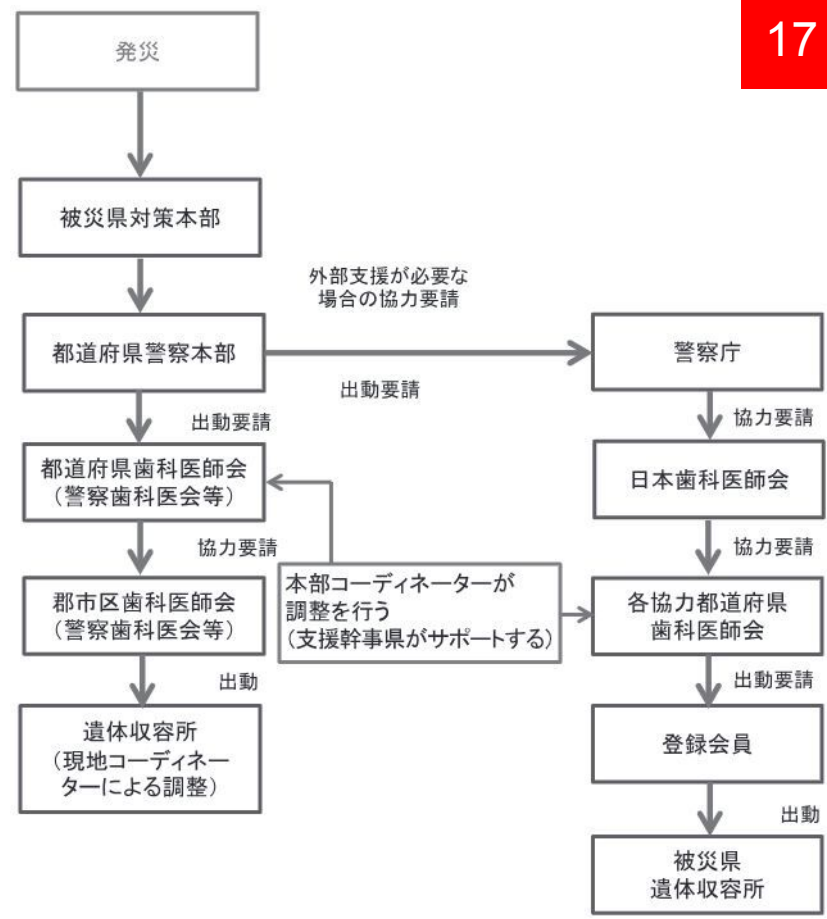 17
発災
被災県対策本部
外部支援が必要な
場合の協力要請
都道府県警察本部
警察庁
出動要請
出動要請
協力要請
都道府県歯科医師会
(警察歯科医会等)
日本歯科医師会
協力要請
協力要請
本部コーディネーターが
調整を行う
(支援幹事県がサポートする)
郡市区歯科医師会
(警察歯科医会等)
各協力都道府県
歯科医師会
出動
出動要請
遺体収容所
(現地コーディネー
ターによる調整)
登録会員
出動
被災県
遺体収容所